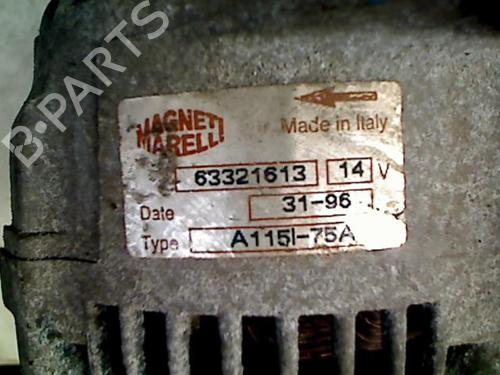 B-PARTS
MAGNETI
MARELLI
Made in Italy
63321613 14 V
Date 31-96
Type A115I-75A